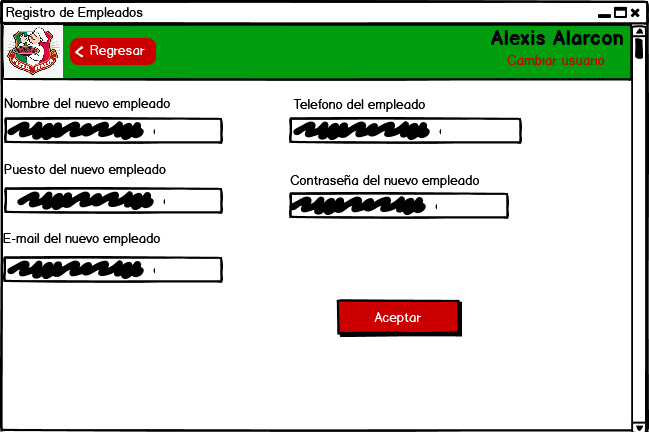 Registro de Empleados
Regresar
Alexis Alarcon
Cambiar usuario
Nombre del nuevo empleado
Telefono del empleado
Puesto del nuevo empleado
Contraseña del nuevo empleado
E-mail del nuevo empleado
Aceptar